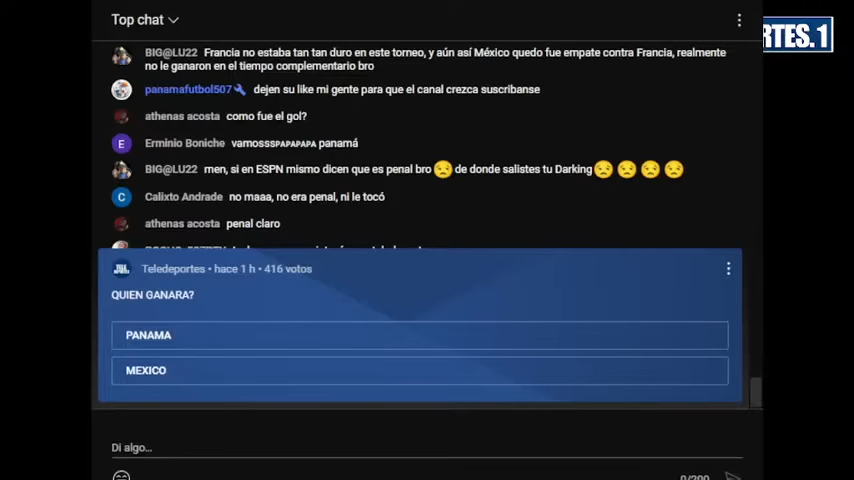 Top chat
RTES.1
BIG@LU22 Francia no estaba tan tan duro en este torneo, y aún así México quedo fue empate contra Francia, realmente
no le ganaron en el tiempo complementario bro
panamafutbol507 dejen su like mi gente para que el canal crezca suscribanse
athenas acosta como fue el gol?
E Erminio Boniche vamosssPAPAPAPA panamá
BIG@LU22 men, si en ESPN mismo dicen que es penal bro 😒 de donde salistes tu Darking 😒 😒 😒 😒
C Calixto Andrade no maaa, no era penal, ni le tocó
athenas acosta penal claro
Teledeportes • hace 1 h • 416 votos
QUIEN GANARA?
PANAMA
MEXICO
Di algo...
0/200